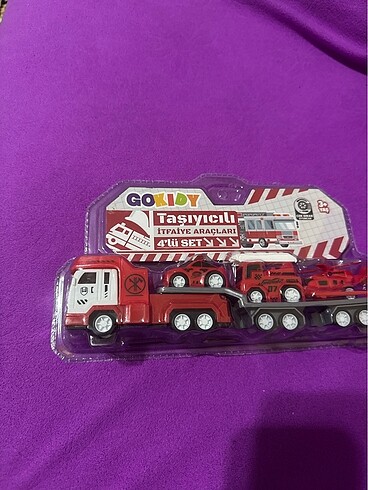 GOKIDY
Taşıyıcılı
İTFAİYE ARAÇLARI
4'lü SET